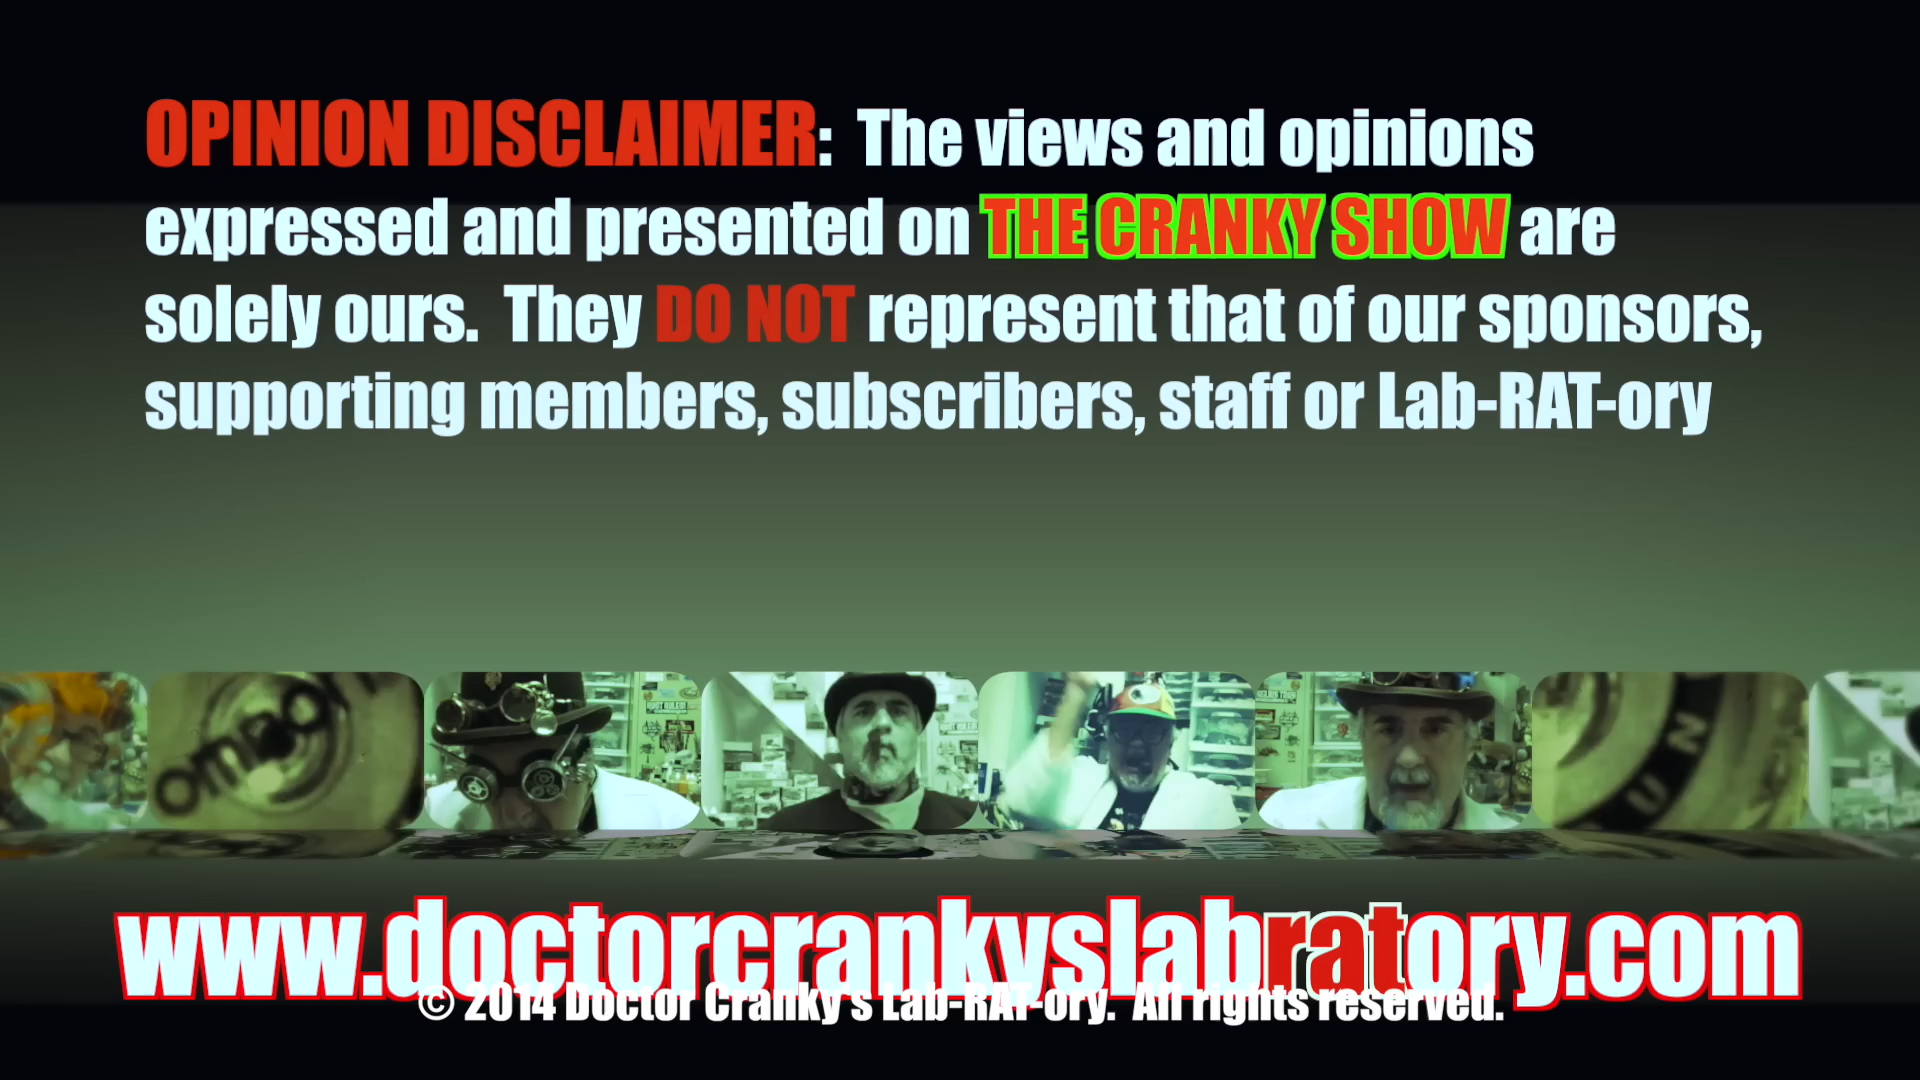 OPINION DISCLAIMER: The views and opinions
expressed and presented on THE CRANKY SHOW are
solely ours. They DO NOT represent that of our sponsors,
supporting members, subscribers, staff or Lab-RAT-ory
www.doctorcrankyslabratory.com
© 2014 Doctor Cranky's Lab-RAT-ory. All rights reserved.